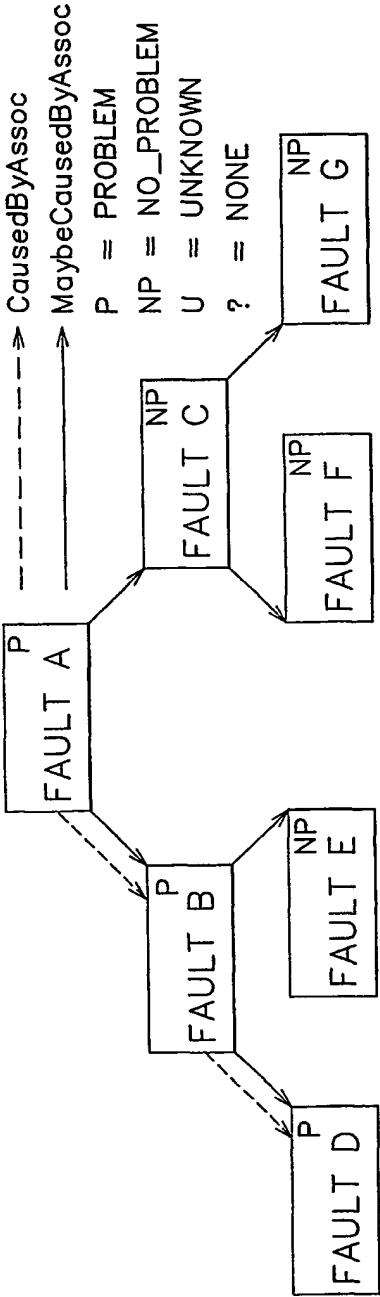 CausedByAssoc
MaybeCausedByAssoc
P = PROBLEM
NP = NO_PROBLEM
U = UNKNOWN
? = NONE
P
FAULT A
P
FAULT B
NP
FAULT C
P
FAULT D
NP
FAULT E
NP
FAULT F
NP
FAULT G